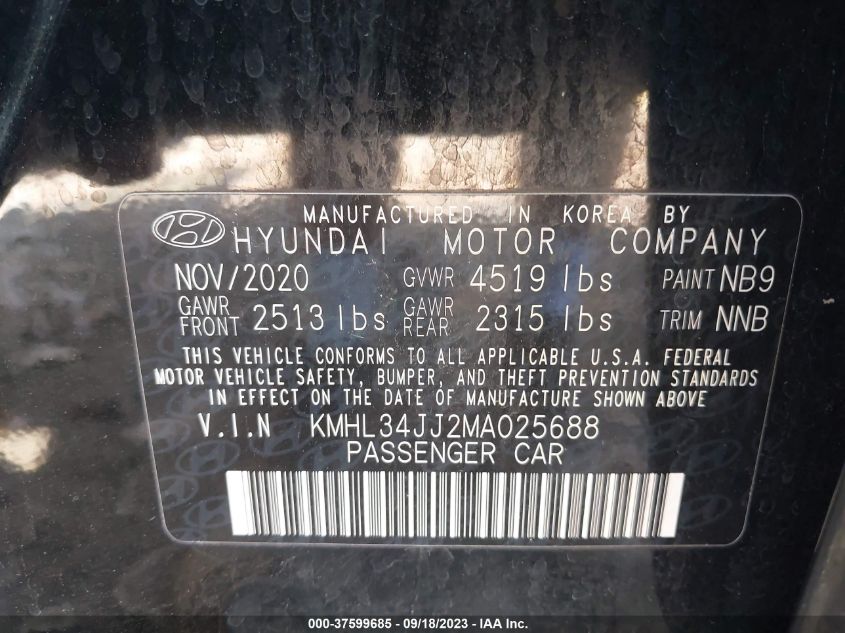 MANUFACTURED IN KOREA BY
HYUNDAI MOTOR COMPANY
NOV/2020 GVWR 4519 lbs PAINT NB9
GAWR FRONT 2513 lbs GAWR REAR 2315 lbs TRIM NNB
THIS VEHICLE CONFORMS TO ALL APPLICABLE U.S.A. FEDERAL
MOTOR VEHICLE SAFETY, BUMPER, AND THEFT PREVENTION STANDARDS
IN EFFECT ON THE DATE OF MANUFACTURE SHOWN ABOVE
V.I.N KMHL34JJ2MA025688
PASSENGER CAR
000-37599685 - 09/18/2023 - IAA Inc.